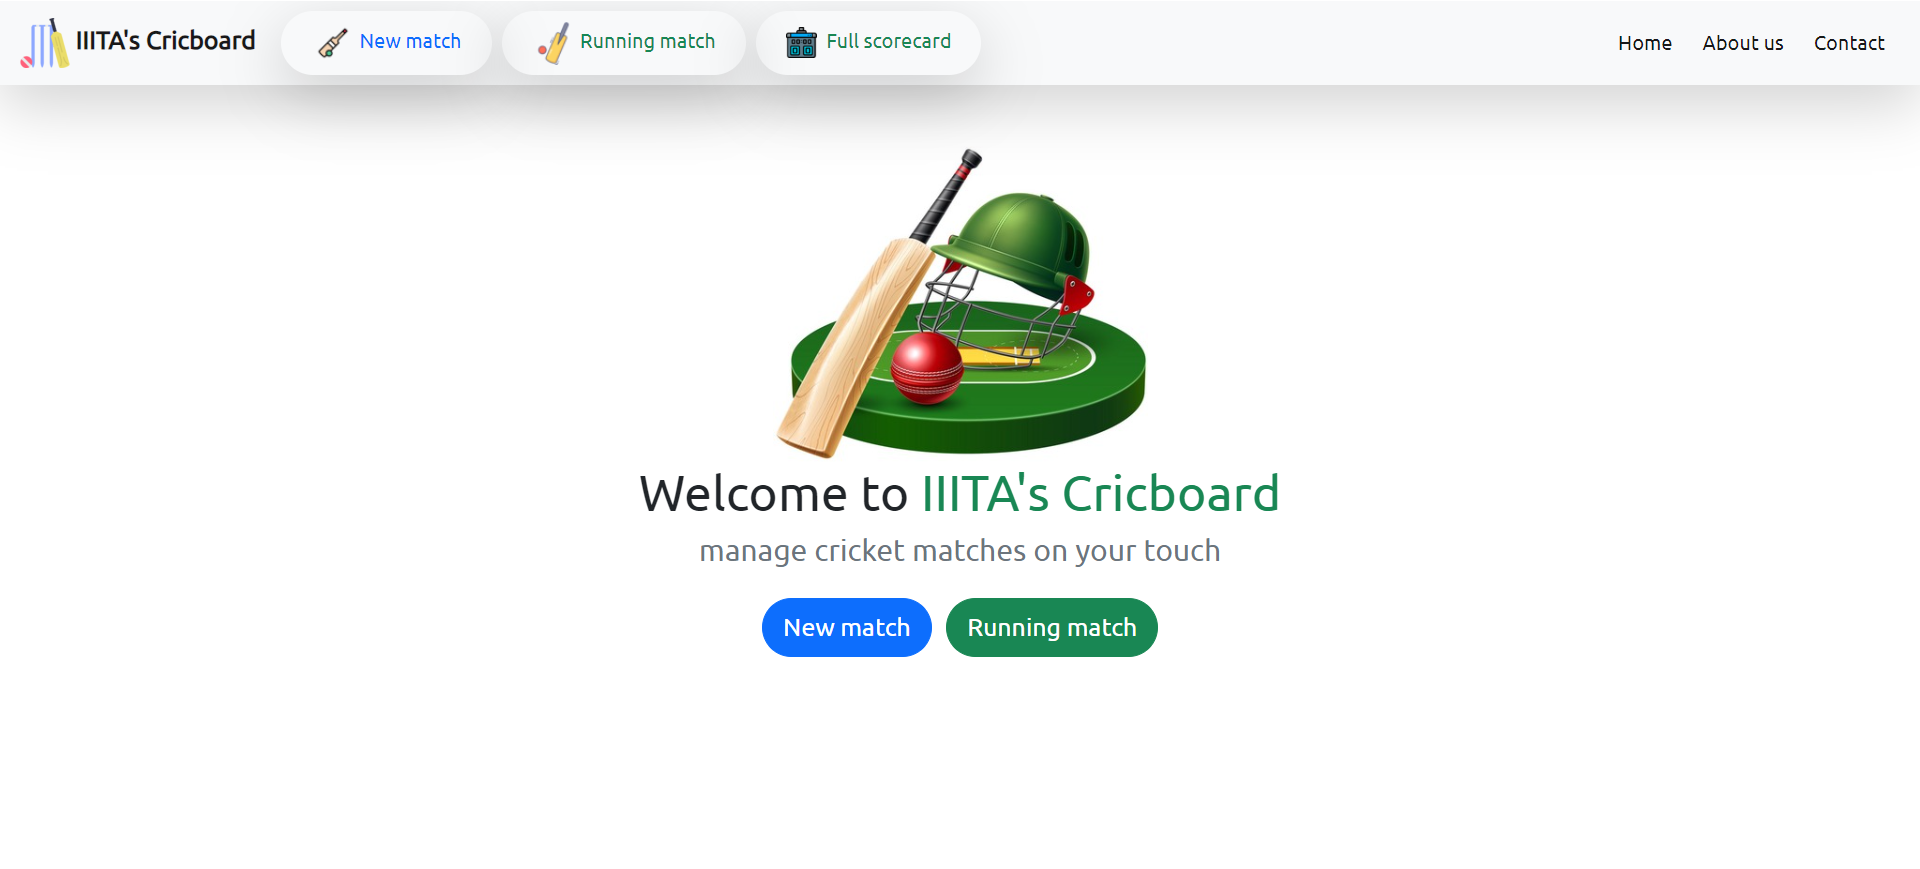 IIITA's Cricboard
New match
Running match
Full scorecard
Home
About us
Contact
Welcome to IIITA's Cricboard
manage cricket matches on your touch
New match
Running match